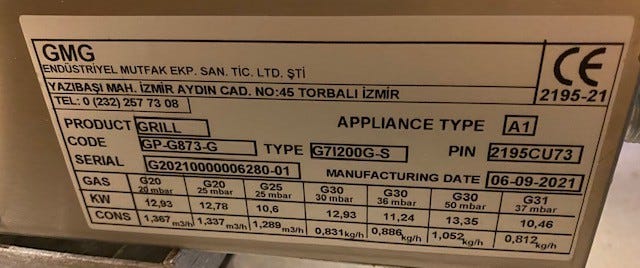 GMG
ENDÜSTRİYEL MUTFAK EKP. SAN. TİC. LTD. ŞTİ
YAZIBAŞI MAH. İZMİR AYDIN CAD. NO:45 TORBALI İZMİR
TEL: 0 (232) 257 73 08
CE
2195-21
PRODUCT GRILL APPLIANCE TYPE A1
CODE GP-G873-G TYPE G7I200G-S PIN 2195CU73
SERIAL G20210000006280-01 MANUFACTURING DATE 06-09-2021
GAS G20 G20 G25 G30 G30 G30 G31
20 mbar 25 mbar 25 mbar 30 mbar 36 mbar 50 mbar 37 mbar
KW 12,93 12,78 10,6 12,93 11,24 13,35 10,46
CONS 1,367 m3/h 1,337 m3/h 1,289 m3/h 0,831 kg/h 0,886 kg/h 1,052 kg/h 0,812 kg/h